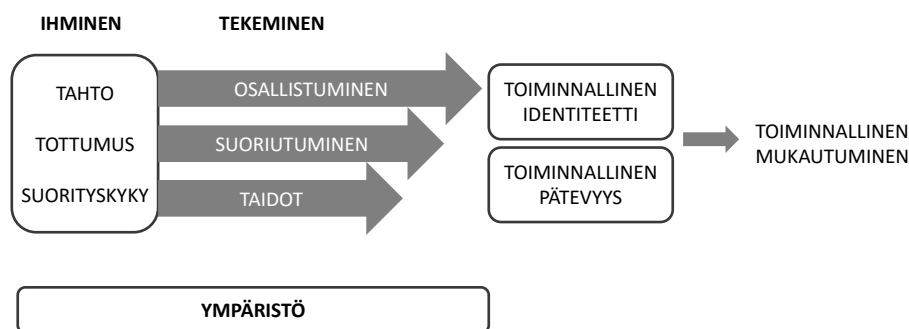 IHMINEN
TEKEMINEN
TAHTO
TOTTUMUS
SUORITYSKYKY
OSALLISTUMINEN
SUORIUTUMINEN
TAIDOT
TOIMINNALLINEN
IDENTITEETTI
TOIMINNALLINEN
PÄTEVYYS
TOIMINNALLINEN
MUKAUTUMINEN
YMPÄRISTÖ